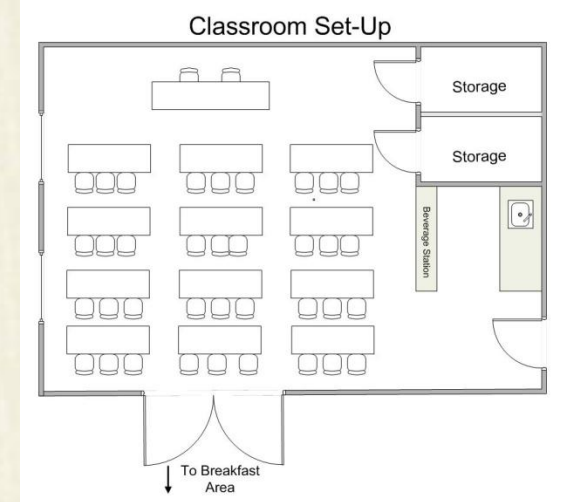 Classroom Set-Up
Storage
Storage
Beverage Station
To Breakfast
Area